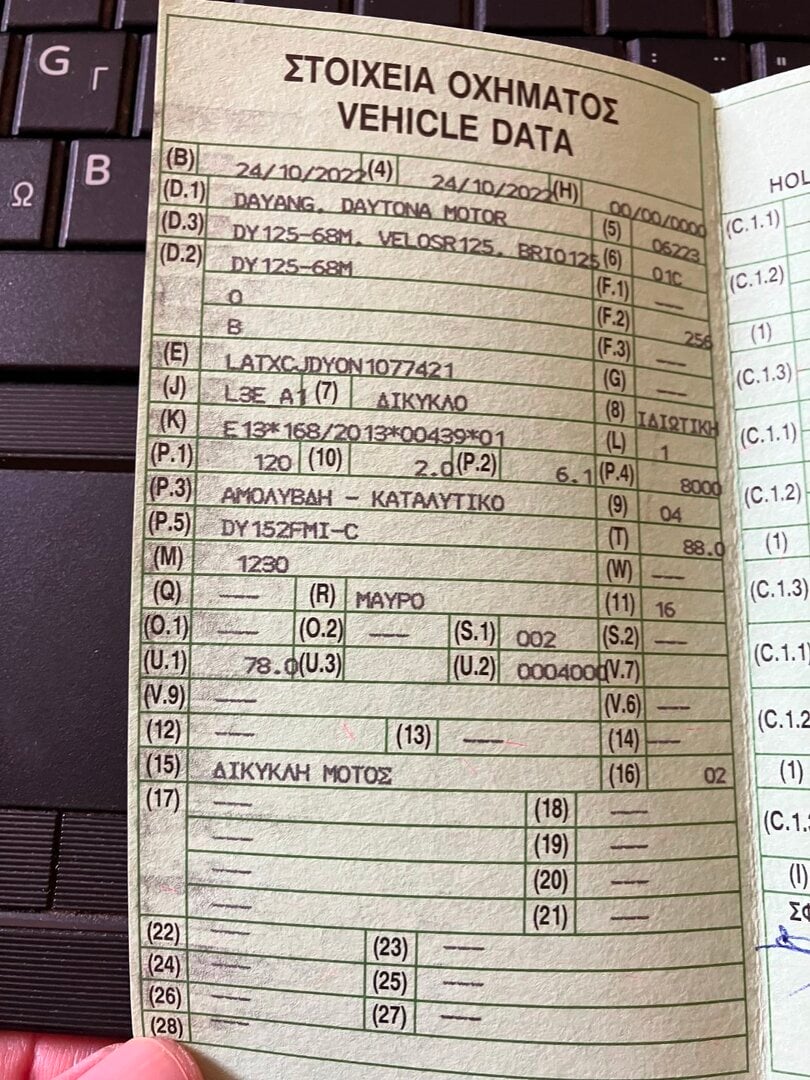 G Γ
Ω B
ΣΤΟΙΧΕΙΑ ΟΧΗΜΑΤΟΣ
VEHICLE DATA
(B) 24/10/2022 (4) 24/10/2022 (H) 00/00/0000
(D.1) DAYANG, DAYTONA MOTOR (5) 06223
(D.3) DY125-68M, VELOSR125, BRIO125 (6) 01C
(D.2) DY125-68M (F.1) —
0 (F.2) 256
B (F.3) —
(E) LATXCJDY0N1077421 (G) —
(J) L3E A1 (7) ΔΙΚΥΚΛΟ (8) ΙΔΙΩΤΙΚΗ
(K) E13*168/2013*00439*01 (L) 1
(P.1) 120 (10) 2.0 (P.2) 6.1 (P.4) 8000
(P.3) ΑΜΟΛΥΒΔΗ - ΚΑΤΑΛΥΤΙΚΟ (9) 04
(P.5) DY152FMI-C (T) 88.0
(M) 1230 (W) —
(Q) — (R) ΜΑΥΡΟ (11) 16
(O.1) — (O.2) — (S.1) 002 (S.2) —
(U.1) 78.0 (U.3) (U.2) 0004000 (V.7)
(V.9) — (V.6) —
(12) — (13) — (14) —
(15) ΔΙΚΥΚΛΗ ΜΟΤΟΣ (16) 02
(17) — (18) —
— (19) —
— (20) —
— (21) —
(22) — (23) —
(24) — (25) —
(26) — (27) —
(28)
HOL
(C.1.1)
(C.1.2)
(1)
(C.1.3)
(C.1.1)
(C.1.2)
(1)
(C.1.3)
(C.1.1)
(C.1.2
(1)
(C.1.3
(I)
ΣΦ